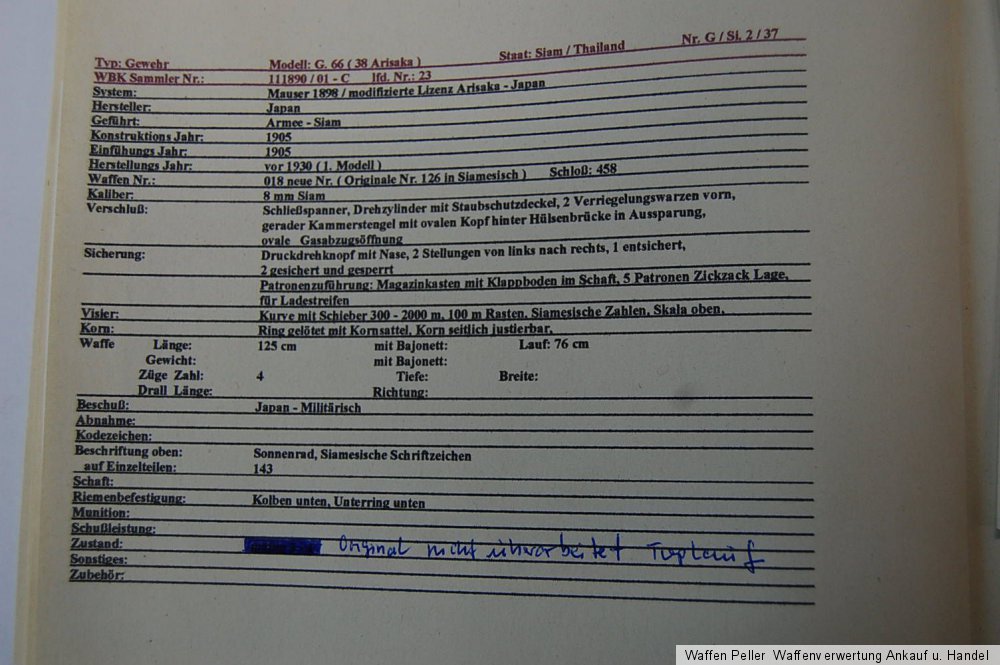 Typ: Gewehr Modell: G. 66 ( 38 Arisaka ) Staat: Siam / Thailand Nr. G / Si. 2 / 37
WBK Sammler Nr.: 111890 / 01 - C lfd. Nr.: 23
System: Mauser 1898 / modifizierte Lizenz Arisaka - Japan
Hersteller: Japan
Geführt: Armee - Siam
Konstruktions Jahr: 1905
Einfühungs Jahr: 1905
Herstellungs Jahr: vor 1930 ( 1. Modell )
Waffen Nr.: 018 neue Nr. ( Originale Nr. 126 in Siamesisch ) Schloß: 458
Kaliber: 8 mm Siam
Verschluß: Schließspanner, Drehzylinder mit Staubschutzdeckel, 2 Verriegelungswarzen vorn,
gerader Kammerstengel mit ovalen Kopf hinter Hülsenbrücke in Aussparung,
ovale Gasabzugsöffnung
Sicherung: Druckdrehknopf mit Nase, 2 Stellungen von links nach rechts, 1 entsichert,
2 gesichert und gesperrt
Patronenzuführung: Magazinkasten mit Klappboden im Schaft, 5 Patronen Zickzack Lage,
für Ladestreifen
Visier: Kurve mit Schieber 300 - 2000 m, 100 m Rasten, Siamesische Zahlen, Skala oben,
Korn: Ring gelötet mit Kornsattel, Korn seitlich justierbar,
Waffe Länge: 125 cm mit Bajonett: Lauf: 76 cm
Gewicht: mit Bajonett:
Züge Zahl: 4 Tiefe: Breite:
Drall Länge: Richtung:
Beschuß: Japan - Militärisch
Abnahme:
Kodezeichen:
Beschriftung oben: Sonnenrad, Siamesische Schriftzeichen
auf Einzelteilen: 143
Schaft:
Riemenbefestigung: Kolben unten, Unterring unten
Munition:
Schußleistung:
Zustand: Original nicht überarbeitet Toplauf
Sonstiges:
Zubehör:
Waffen Peller Waffenverwertung Ankauf u. Handel